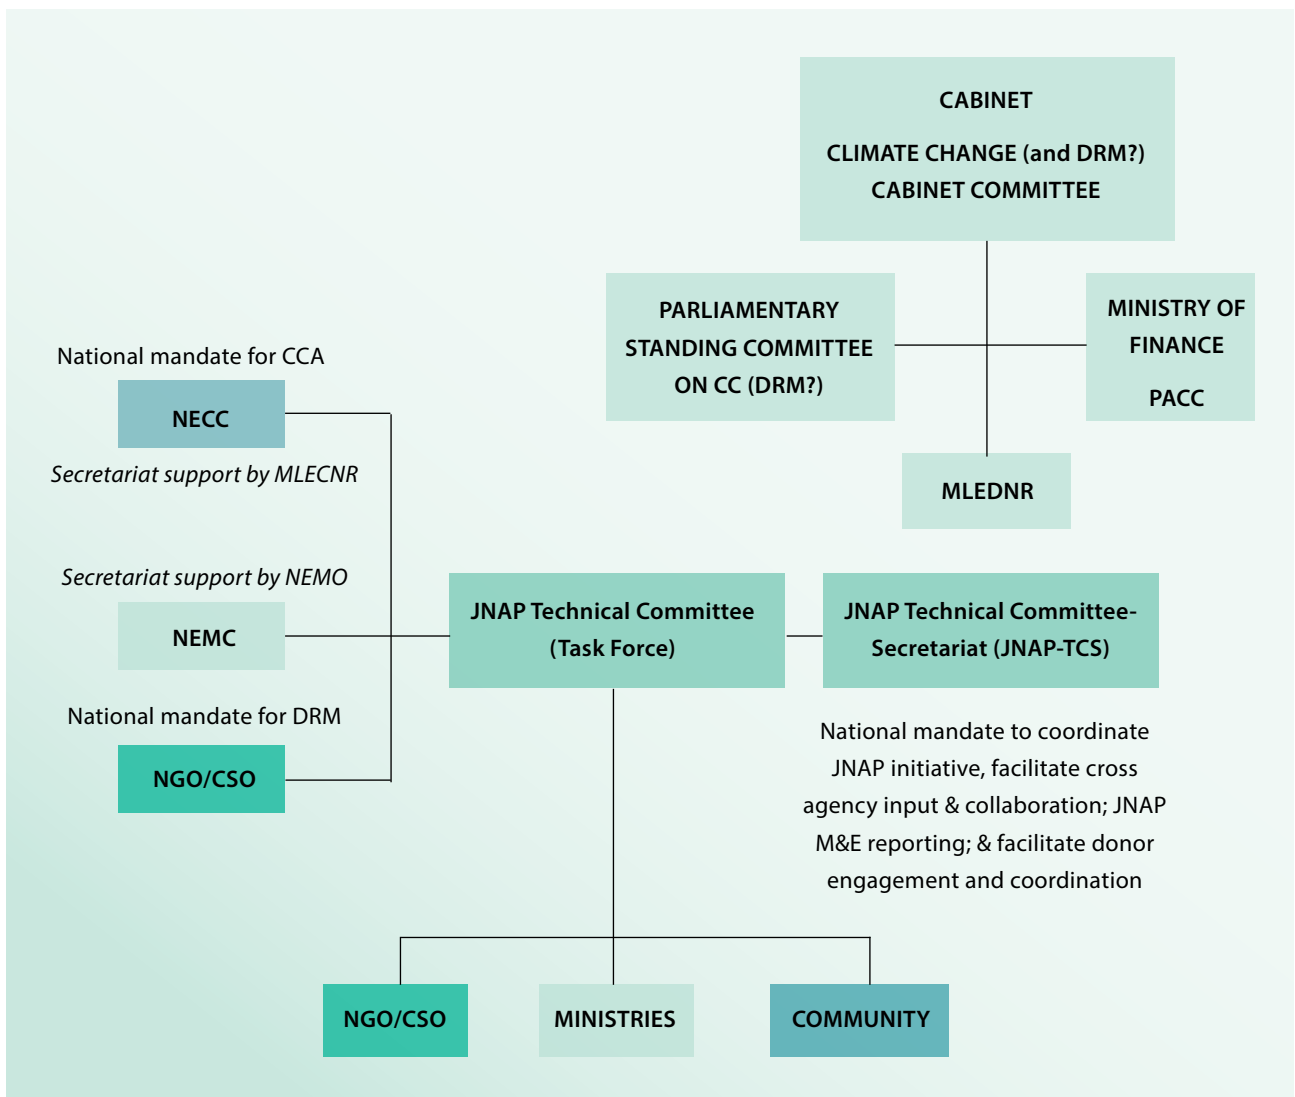 CABINET
CLIMATE CHANGE (and DRM?)
CABINET COMMITTEE
PARLIAMENTARY
STANDING COMMITTEE
ON CC (DRM?)
MINISTRY OF
FINANCE
PACC
MLEDNR
National mandate for CCA
NECC
Secretariat support by MLECNR
Secretariat support by NEMO
NEMC
National mandate for DRM
NGO/CSO
JNAP Technical Committee
(Task Force)
JNAP Technical Committee-
Secretariat (JNAP-TCS)
National mandate to coordinate
JNAP initiative, facilitate cross
agency input & collaboration; JNAP
M&E reporting; & facilitate donor
engagement and coordination
NGO/CSO
MINISTRIES
COMMUNITY